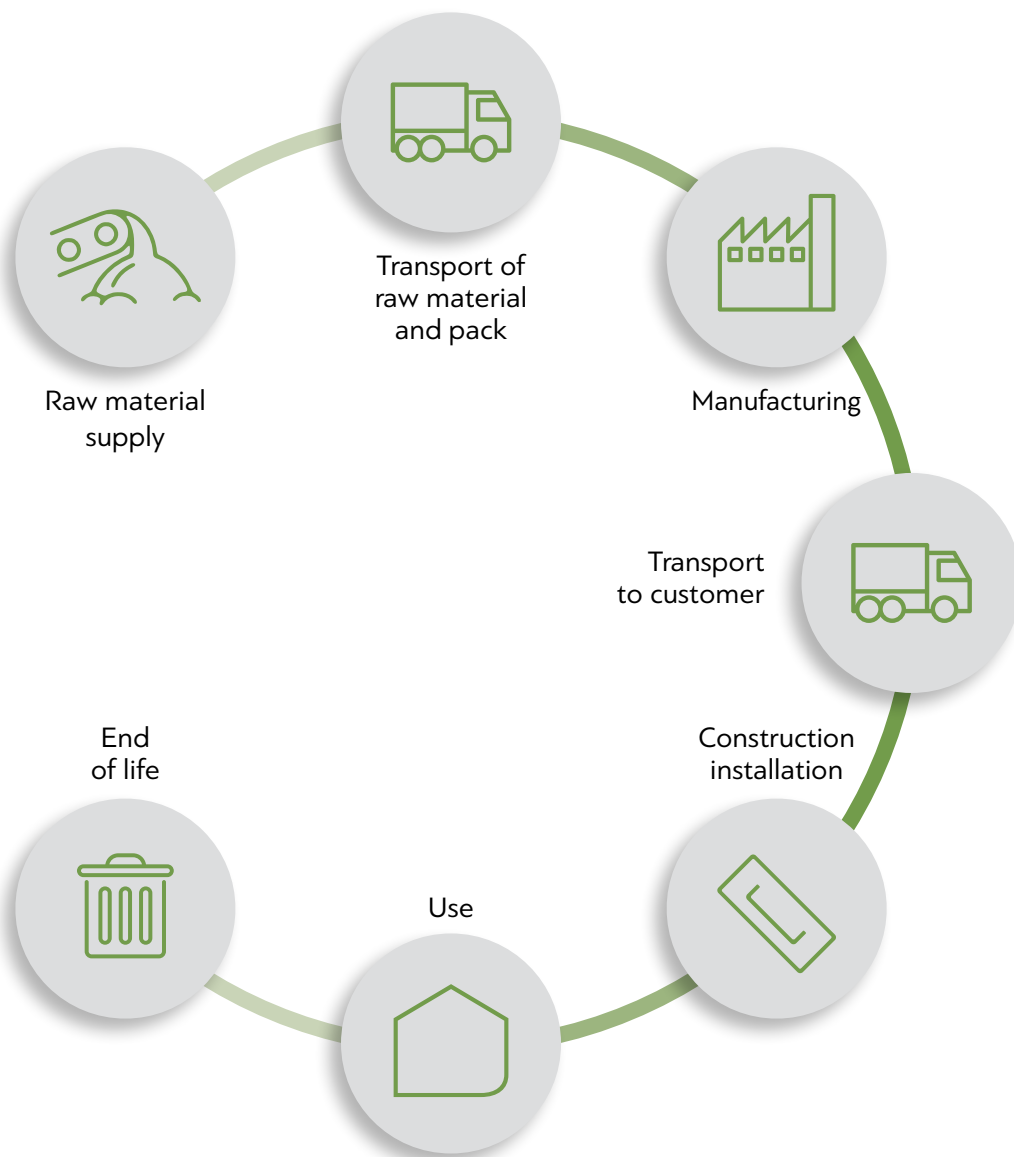 Transport of
raw material
and pack
Raw material
supply
Manufacturing
Transport
to customer
Construction
installation
Use
End
of life